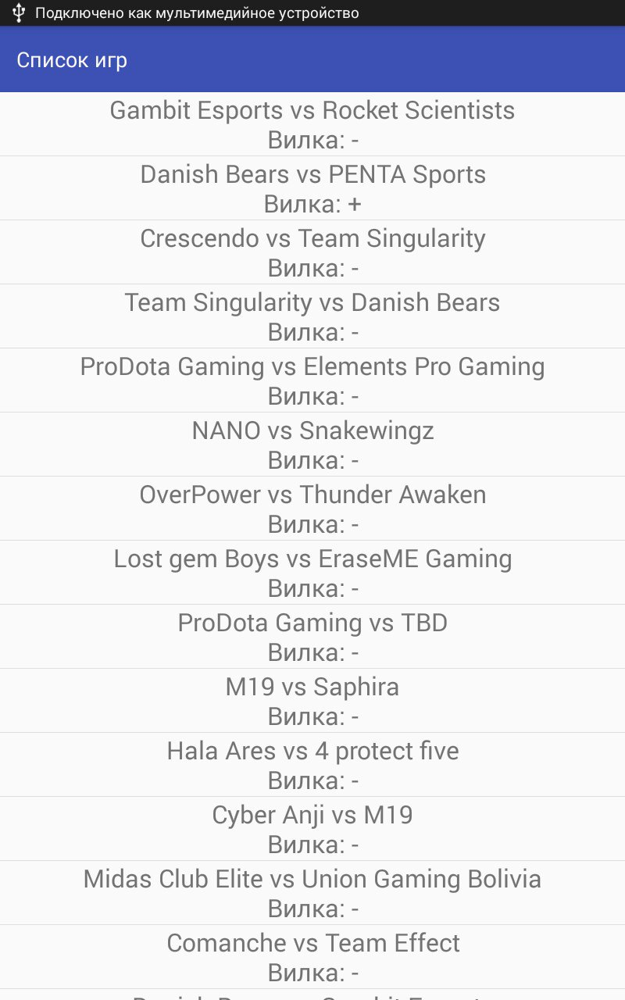 Подключено как мультимедийное устройство
Список игр
Gambit Esports vs Rocket Scientists
Вилка: -
Danish Bears vs PENTA Sports
Вилка: +
Crescendo vs Team Singularity
Вилка: -
Team Singularity vs Danish Bears
Вилка: -
ProDota Gaming vs Elements Pro Gaming
Вилка: -
NANO vs Snakewingz
Вилка: -
OverPower vs Thunder Awaken
Вилка: -
Lost gem Boys vs EraseME Gaming
Вилка: -
ProDota Gaming vs TBD
Вилка: -
M19 vs Saphira
Вилка: -
Hala Ares vs 4 protect five
Вилка: -
Cyber Anji vs M19
Вилка: -
Midas Club Elite vs Union Gaming Bolivia
Вилка: -
Comanche vs Team Effect
Вилка: -